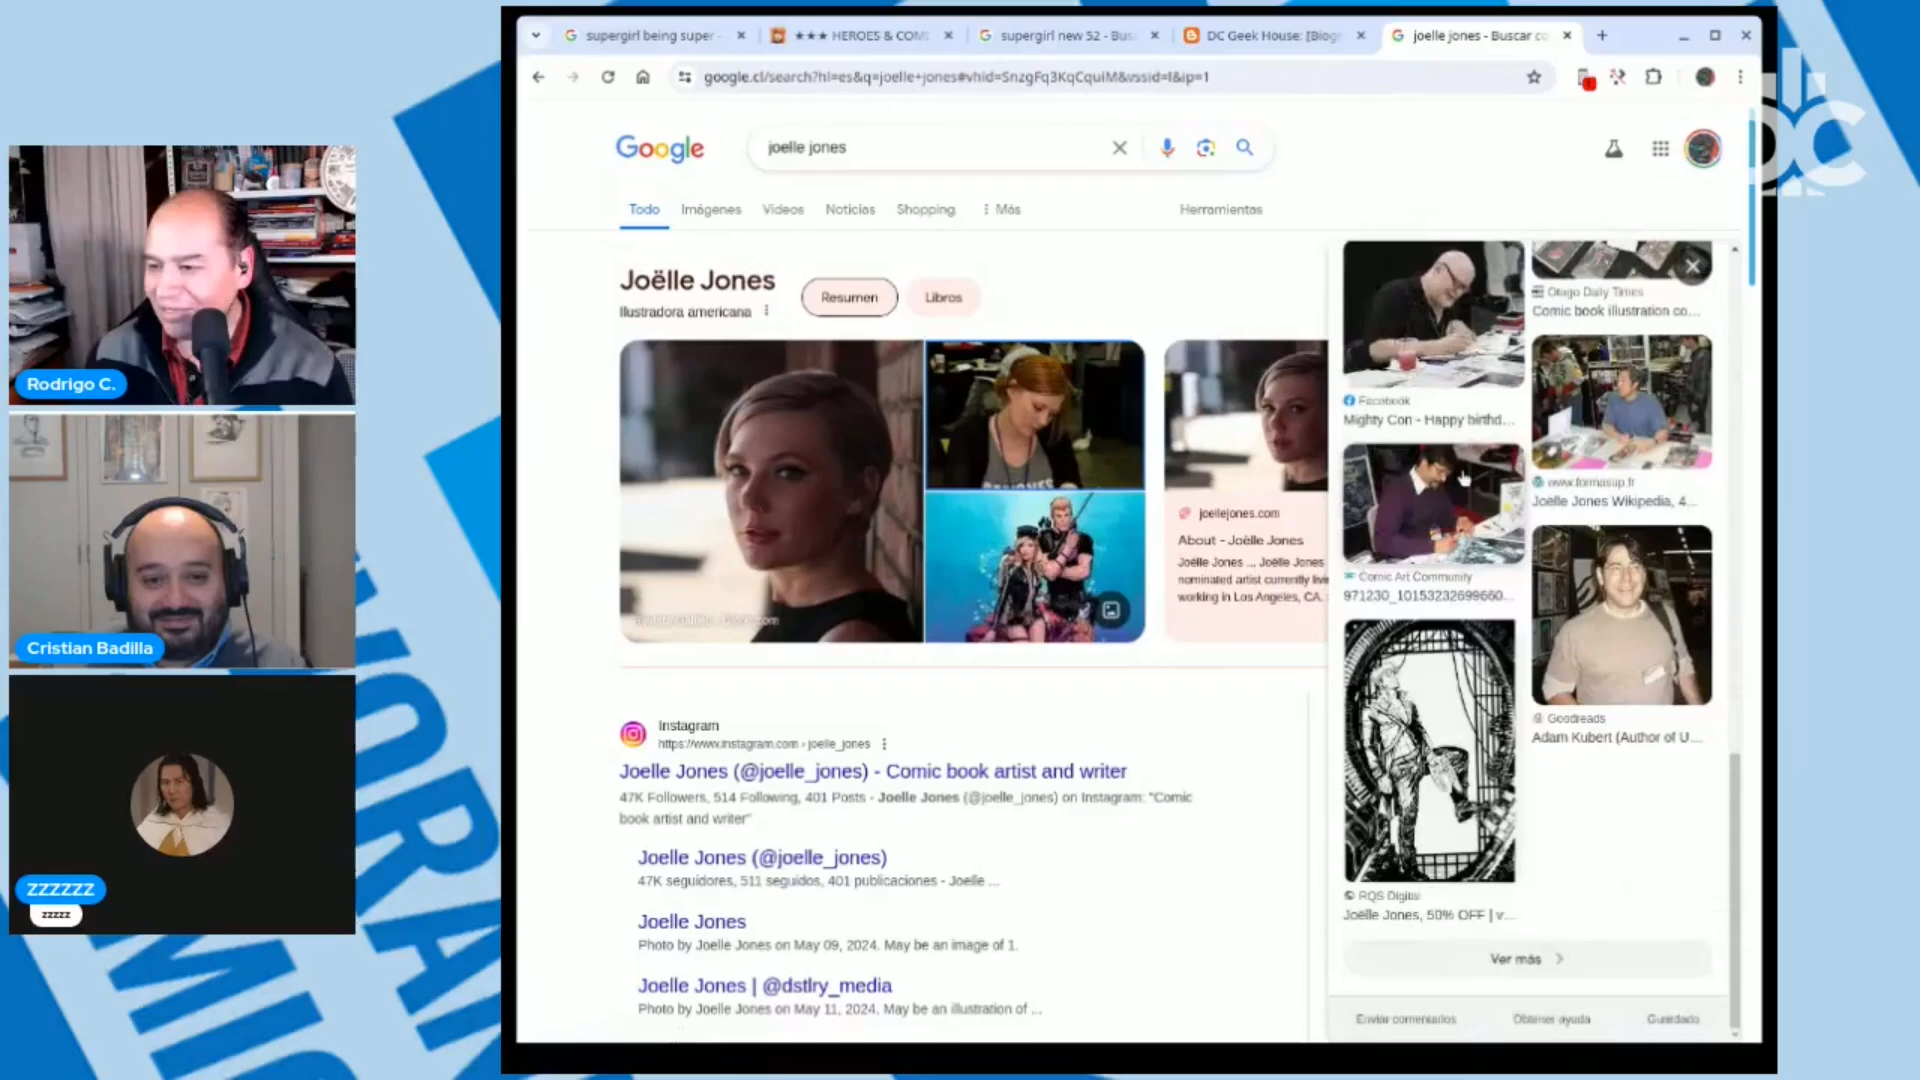 supergirl being super -
★★★ HEROES & COM
supergirl new 52 - Bus
DC Geek House: [Biog
joelle jones - Buscar co
google.cl/search?hl=es&q=joelle+jones#vhid=SnzgFq3KqCquiM&vssid=l&ip=1
Google
joelle jones
Todo
Imágenes
Videos
Noticias
Shopping
Más
Herramientas
Joëlle Jones
Ilustradora americana
Resumen
Libros
joellejones.com
About - Joëlle Jones
Joëlle Jones ... Joëlle Jones
nominated artist currently livi
working in Los Angeles, CA.
Instagram
https://www.instagram.com › joelle_jones
Joelle Jones (@joelle_jones) - Comic book artist and writer
47K Followers, 514 Following, 401 Posts - Joelle Jones (@joelle_jones) on Instagram: "Comic
book artist and writer"
Joelle Jones (@joelle_jones)
47K seguidores, 511 seguidos, 401 publicaciones - Joelle ...
Joelle Jones
Photo by Joelle Jones on May 09, 2024. May be an image of 1.
Joelle Jones | @dstlry_media
Photo by Joelle Jones on May 11, 2024. May be an illustration of ...
Otago Daily Times
Comic book illustration co...
Facebook
Mighty Con - Happy birthd...
www.formasup.fr
Joëlle Jones Wikipedia, 4...
Comic Art Community
971230_10153232699660...
Goodreads
Adam Kubert (Author of U...
RQS Digital
Joëlle Jones, 50% OFF | v...
Ver más
Enviar comentarios
Obtener ayuda
Guardado
Rodrigo C.
Cristian Badilla
ZZZZZZ
zzzzz